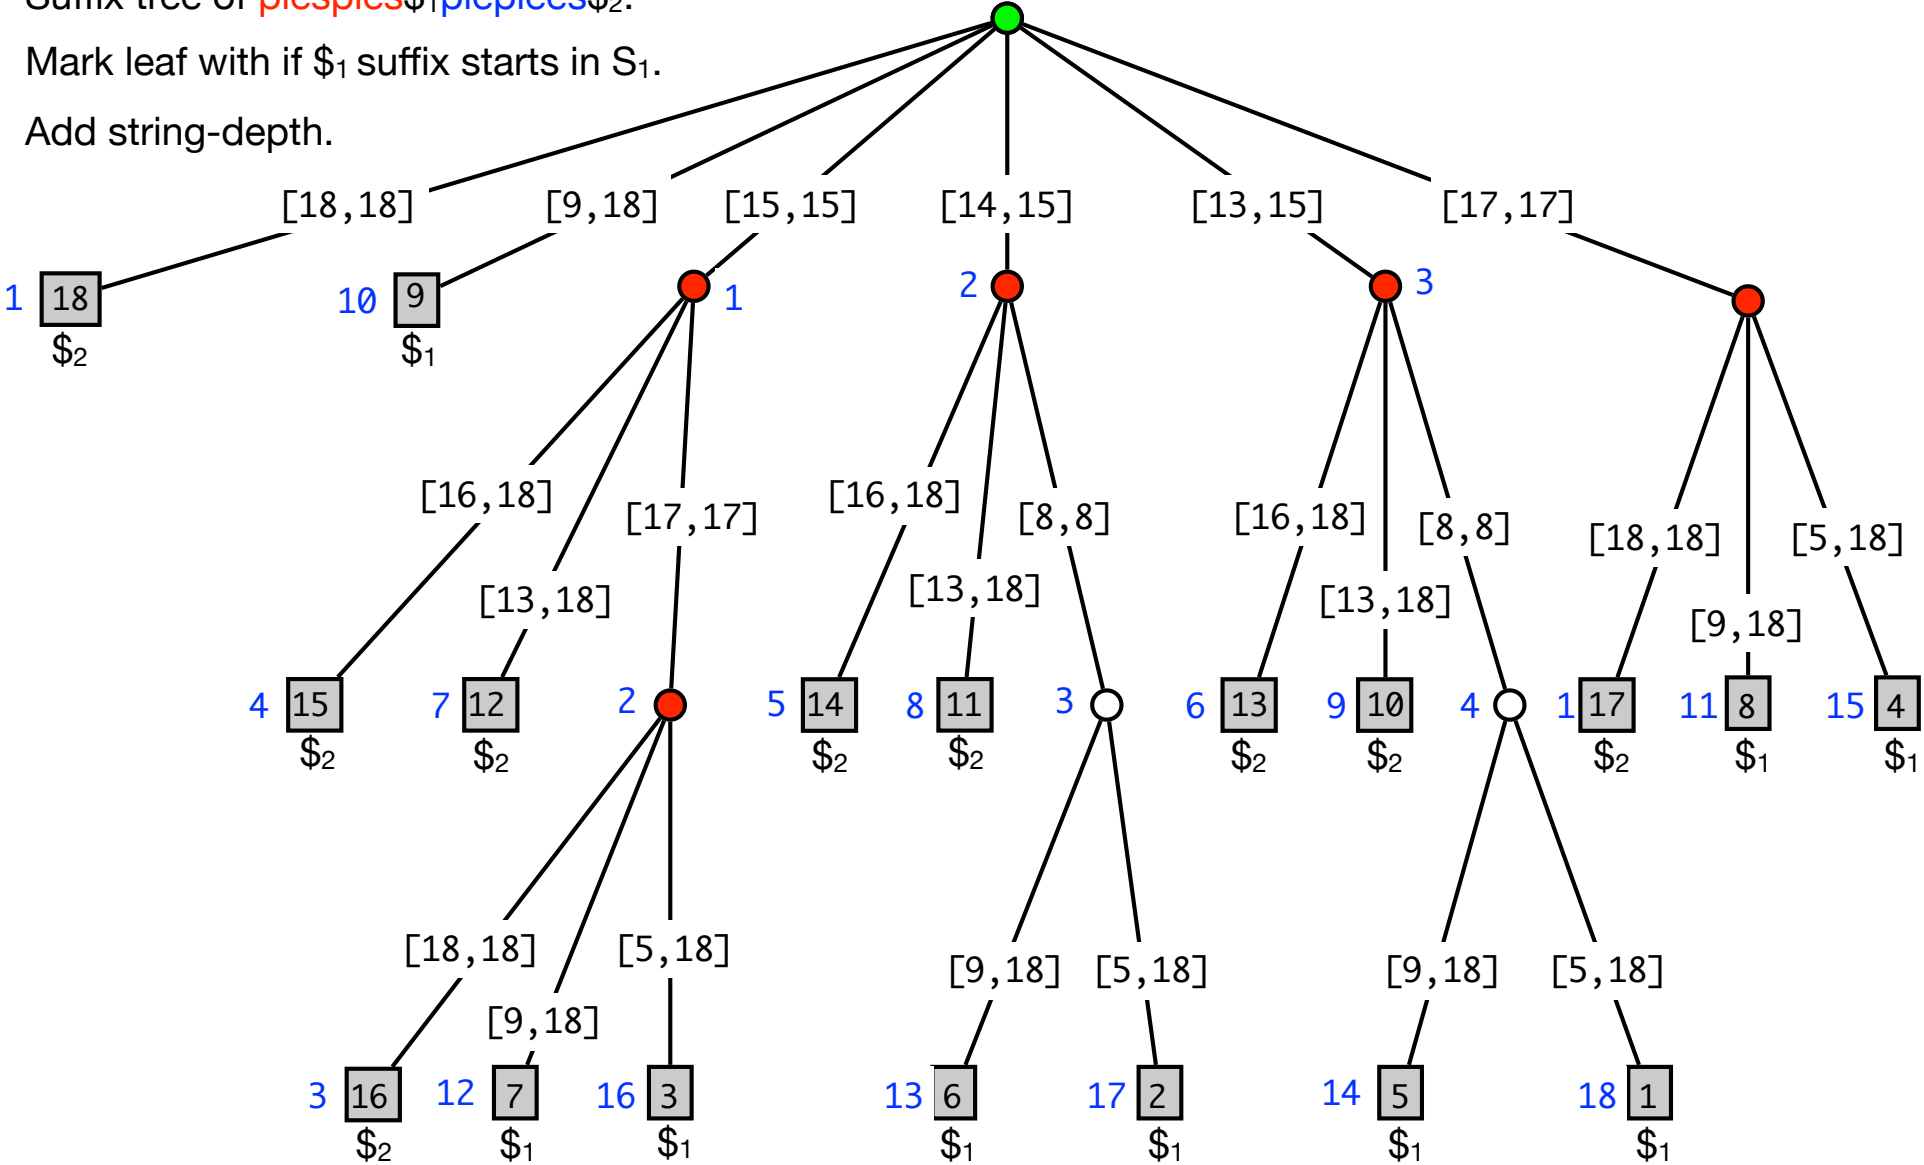 Suffix tree of piespies$₁piepiees$₂.
Mark leaf with if $₁ suffix starts in S₁.
Add string-depth.
[18,18] [9,18] [15,15] [14,15] [13,15] [17,17]
1 18 10 9 1 2 3
$₂ $₁
[16,18] [17,17] [16,18] [8,8] [16,18] [8,8] [18,18] [5,18]
[13,18] [13,18] [13,18] [9,18]
4 15 7 12 2 5 14 8 11 3 6 13 9 10 4 1 17 11 8 15 4
$₂ $₂ $₂ $₂ $₂ $₂ $₂ $₁ $₁
[18,18] [5,18] [9,18] [5,18] [9,18] [5,18]
[9,18]
3 16 12 7 16 3 13 6 17 2 14 5 18 1
$₂ $₁ $₁ $₁ $₁ $₁ $₁